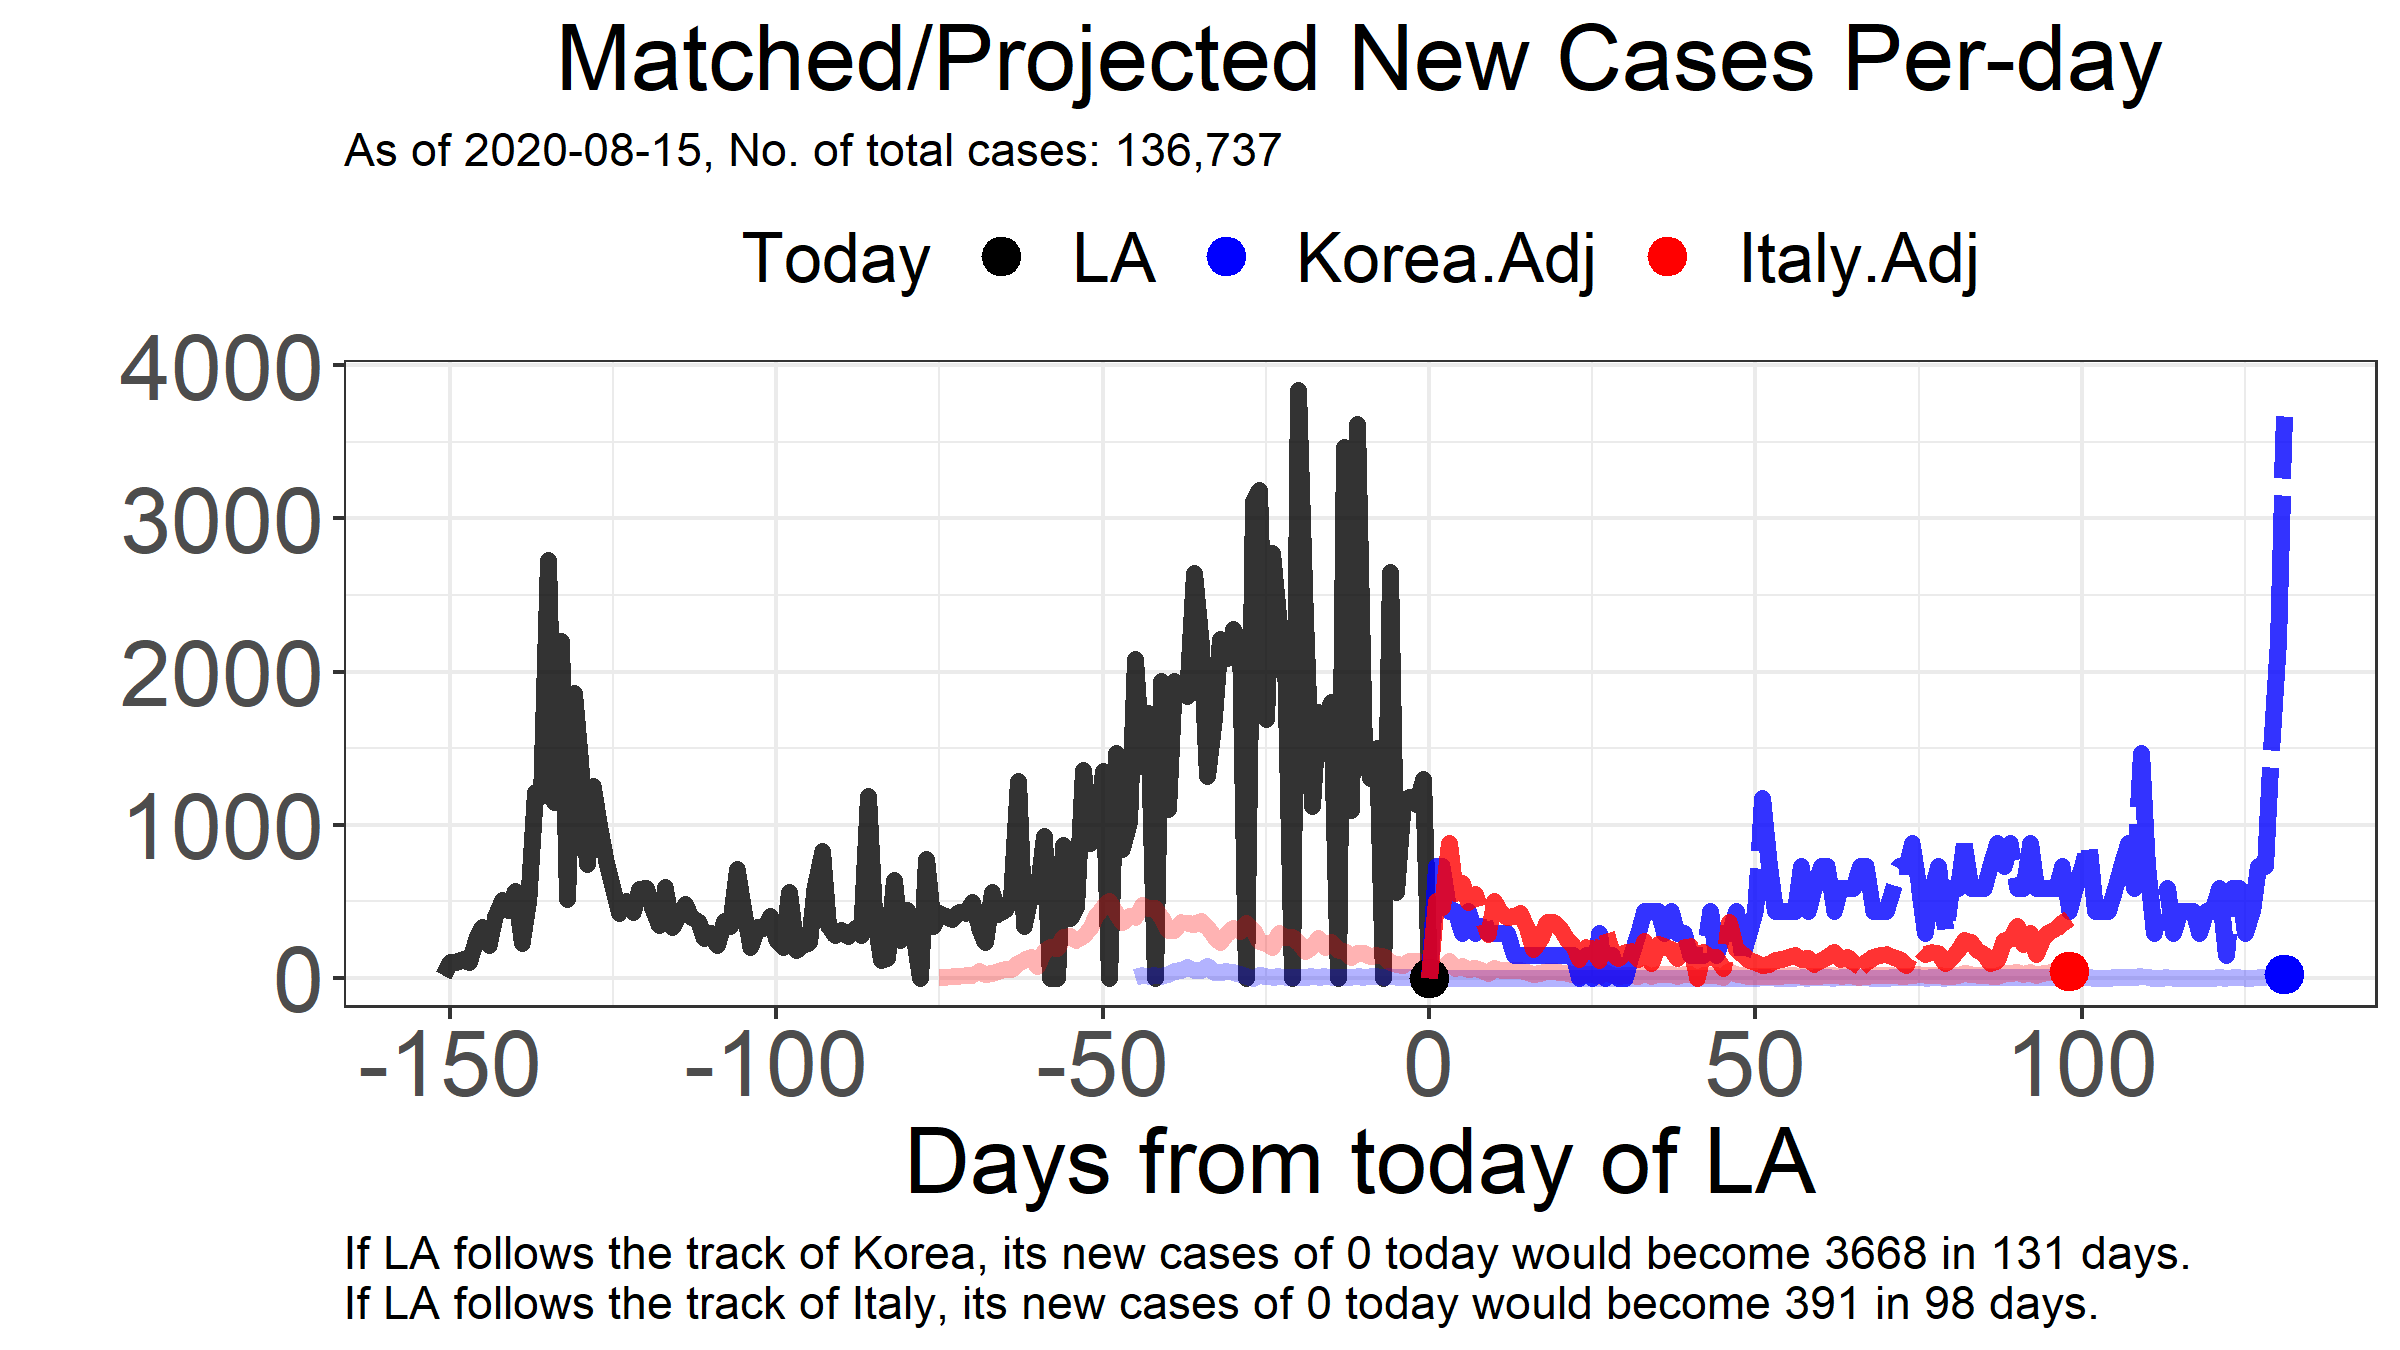 Matched/Projected New Cases Per-day
As of 2020-08-15, No. of total cases: 136,737
Today LA Korea.Adj Italy.Adj
4000
3000
2000
1000
0
-150 -100 -50 0 50 100
Days from today of LA
If LA follows the track of Korea, its new cases of 0 today would become 3668 in 131 days.
If LA follows the track of Italy, its new cases of 0 today would become 391 in 98 days.